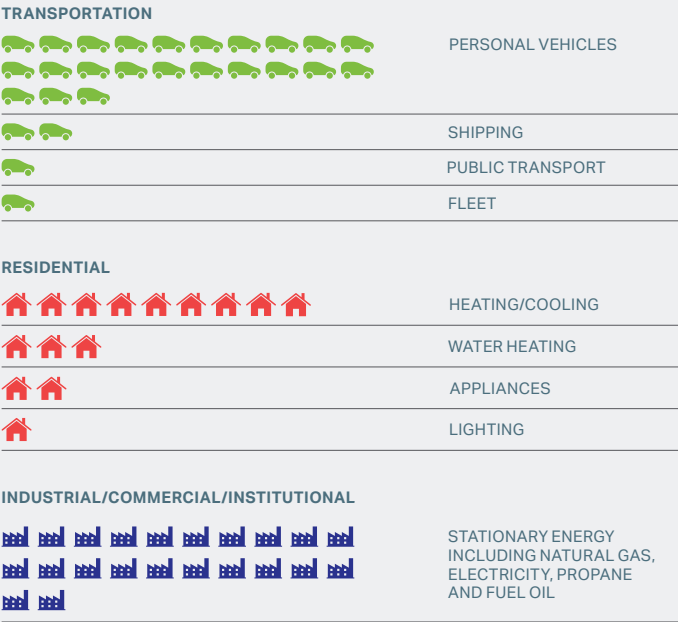 TRANSPORTATION
PERSONAL VEHICLES
SHIPPING
PUBLIC TRANSPORT
FLEET
RESIDENTIAL
HEATING/COOLING
WATER HEATING
APPLIANCES
LIGHTING
INDUSTRIAL/COMMERCIAL/INSTITUTIONAL
STATIONARY ENERGY
INCLUDING NATURAL GAS,
ELECTRICITY, PROPANE
AND FUEL OIL